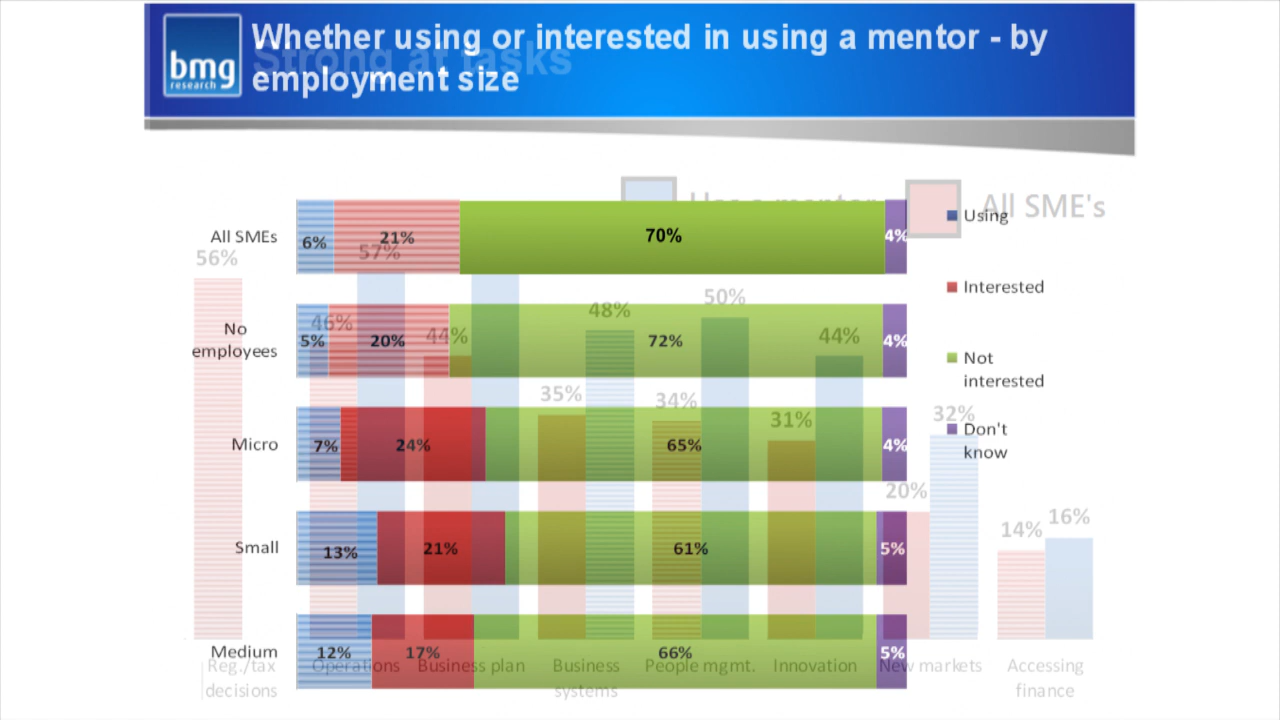 bmg
research
Whether using or interested in using a mentor - by
employment size
Strong at tasks
Use a mentor
All SME's
Using
Interested
Not
interested
Don't
know
All SMEs
6%
21%
70%
4%
No
employees
5%
20%
72%
4%
Micro
7%
24%
65%
4%
Small
13%
21%
61%
5%
Medium
12%
17%
66%
5%
56%
57%
46%
44%
35%
48%
34%
50%
31%
44%
20%
32%
14%
16%
Reg./tax
decisions
Operations
Business plan
Business
systems
People mgmt.
Innovation
New markets
Accessing
finance